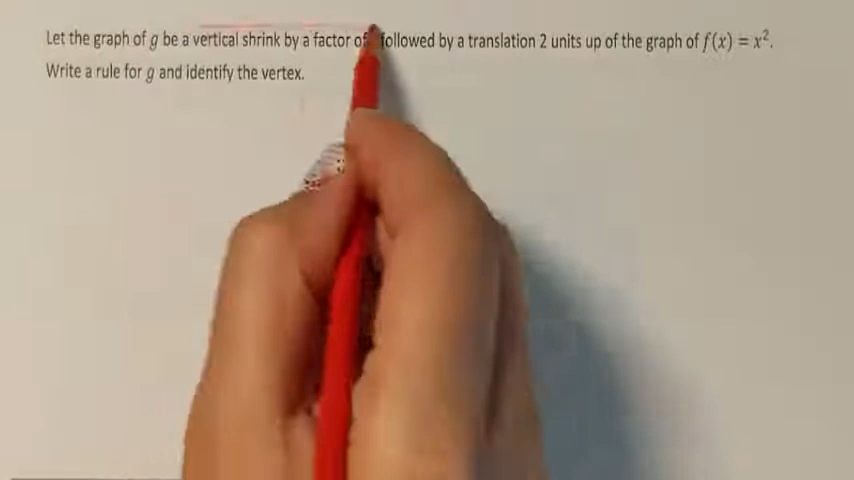 Let the graph of g be a vertical shrink by a factor of followed by a translation 2 units up of the graph of f(x) = x².
Write a rule for g and identify the vertex.